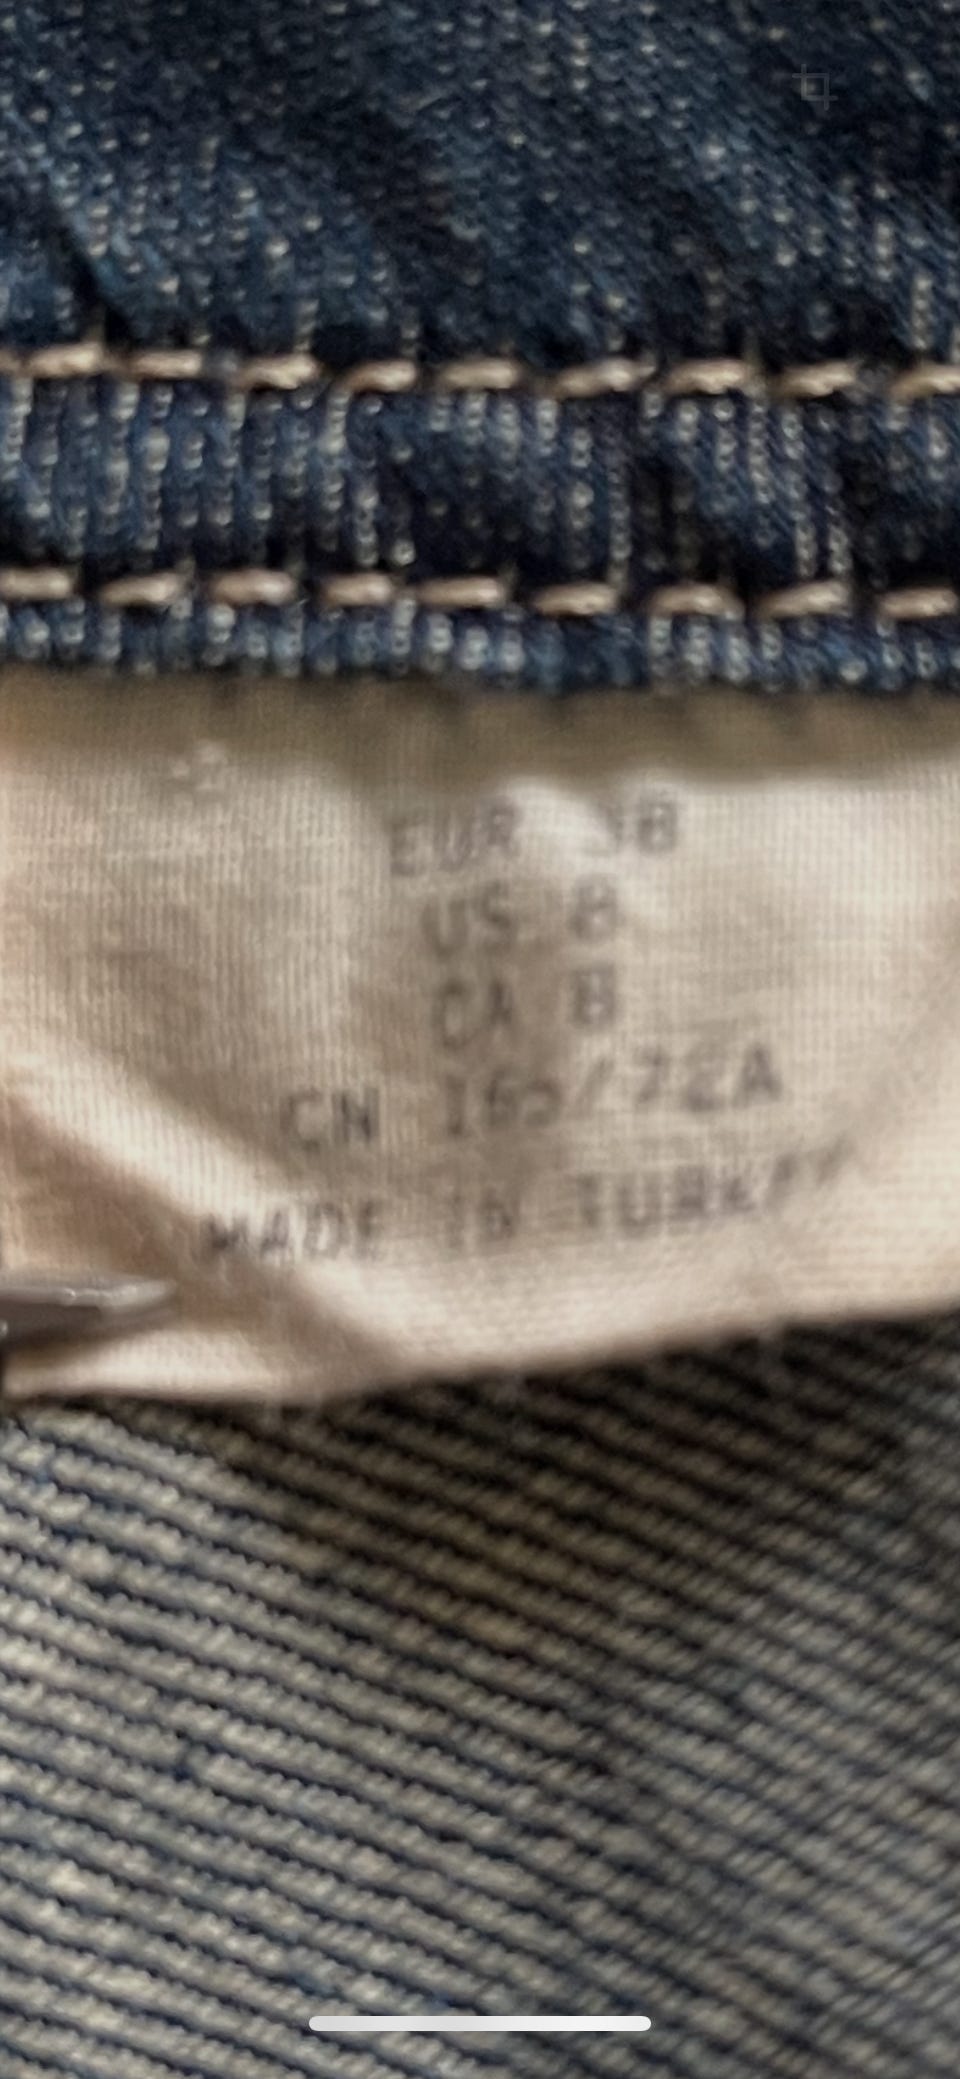 EUR 38
US 8
CA 8
CN 165/72A
MADE IN TURKEY